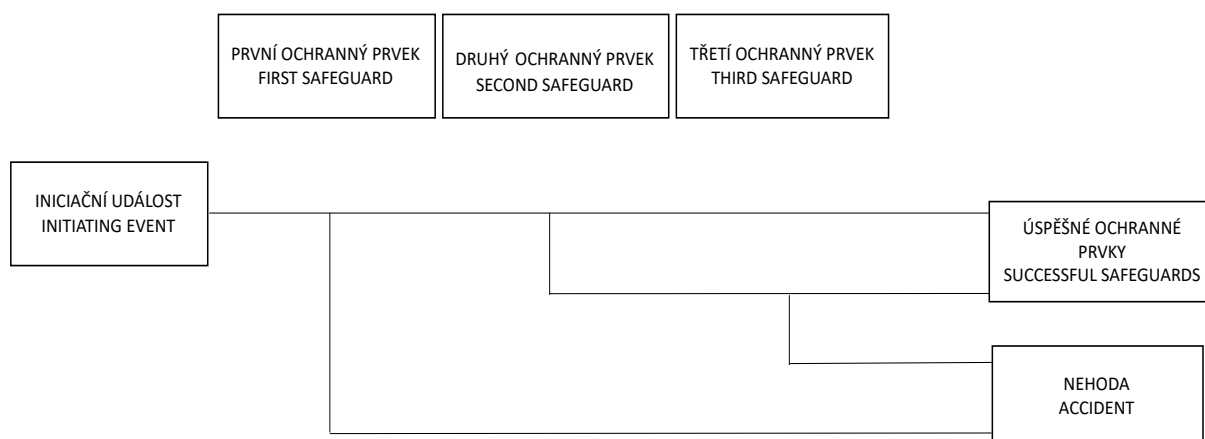 PRVNÍ OCHRANNÝ PRVEK
FIRST SAFEGUARD
DRUHÝ OCHRANNÝ PRVEK
SECOND SAFEGUARD
TŘETÍ OCHRANNÝ PRVEK
THIRD SAFEGUARD
INICIAČNÍ UDÁLOST
INITIATING EVENT
ÚSPĚŠNÉ OCHRANNÉ
PRVKY
SUCCESSFUL SAFEGUARDS
NEHODA
ACCIDENT